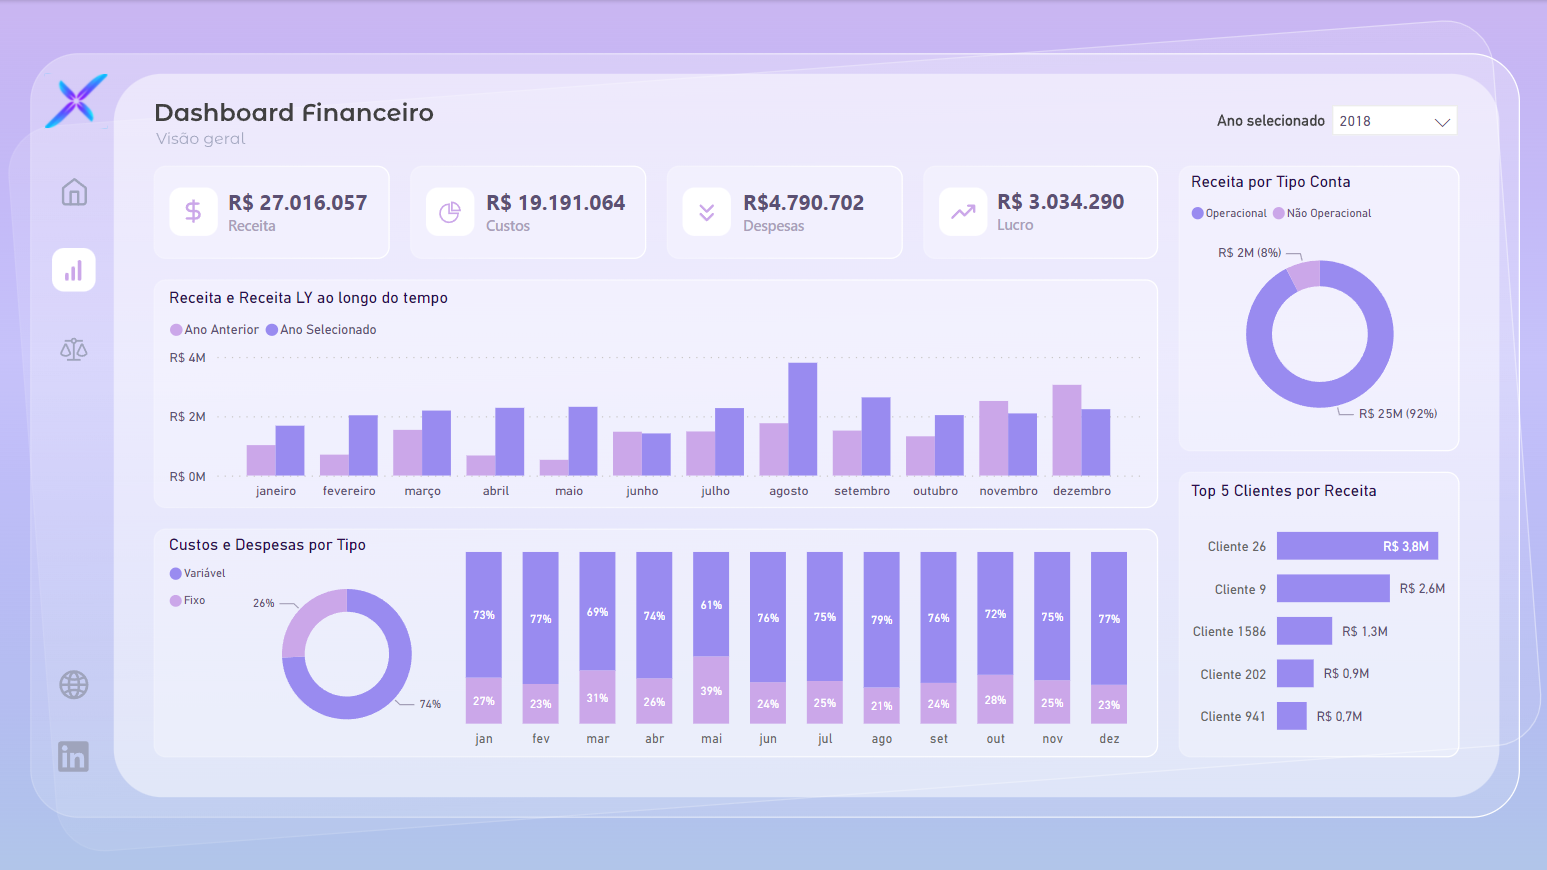 Dashboard Financeiro
Visão geral
Ano selecionado 2018
R$ 27.016.057
Receita
R$ 19.191.064
Custos
R$4.790.702
Despesas
R$ 3.034.290
Lucro
Receita e Receita LY ao longo do tempo
Ano Anterior Ano Selecionado
R$ 4M
R$ 2M
R$ 0M
janeiro fevereiro março abril maio junho julho agosto setembro outubro novembro dezembro
Receita por Tipo Conta
Operacional Não Operacional
R$ 2M (8%)
R$ 25M (92%)
Custos e Despesas por Tipo
Variável
Fixo
26%
74%
73% 77% 69% 74% 61% 76% 75% 79% 76% 72% 75% 77%
27% 23% 31% 26% 39% 24% 25% 21% 24% 28% 25% 23%
jan fev mar abr mai jun jul ago set out nov dez
Top 5 Clientes por Receita
Cliente 26 R$ 3,8M
Cliente 9 R$ 2,6M
Cliente 1586 R$ 1,3M
Cliente 202 R$ 0,9M
Cliente 941 R$ 0,7M
in